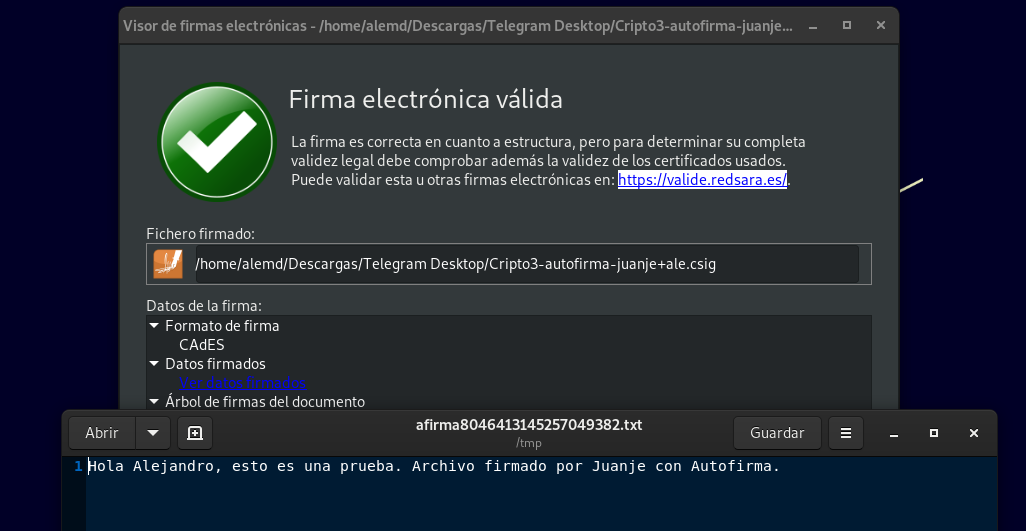 Visor de firmas electrónicas - /home/alemd/Descargas/Telegram Desktop/Cripto3-autofirma-juanje...
Firma electrónica válida
La firma es correcta en cuanto a estructura, pero para determinar su completa
validez legal debe comprobar además la validez de los certificados usados.
Puede validar esta u otras firmas electrónicas en: https://valide.redsara.es/.
Fichero firmado:
/home/alemd/Descargas/Telegram Desktop/Cripto3-autofirma-juanje+ale.csig
Datos de la firma:
Formato de firma
CAdES
Datos firmados
Ver datos firmados
Árbol de firmas del documento
Abrir
afirma8046413145257049382.txt
/tmp
Guardar
1 Hola Alejandro, esto es una prueba. Archivo firmado por Juanje con Autofirma.